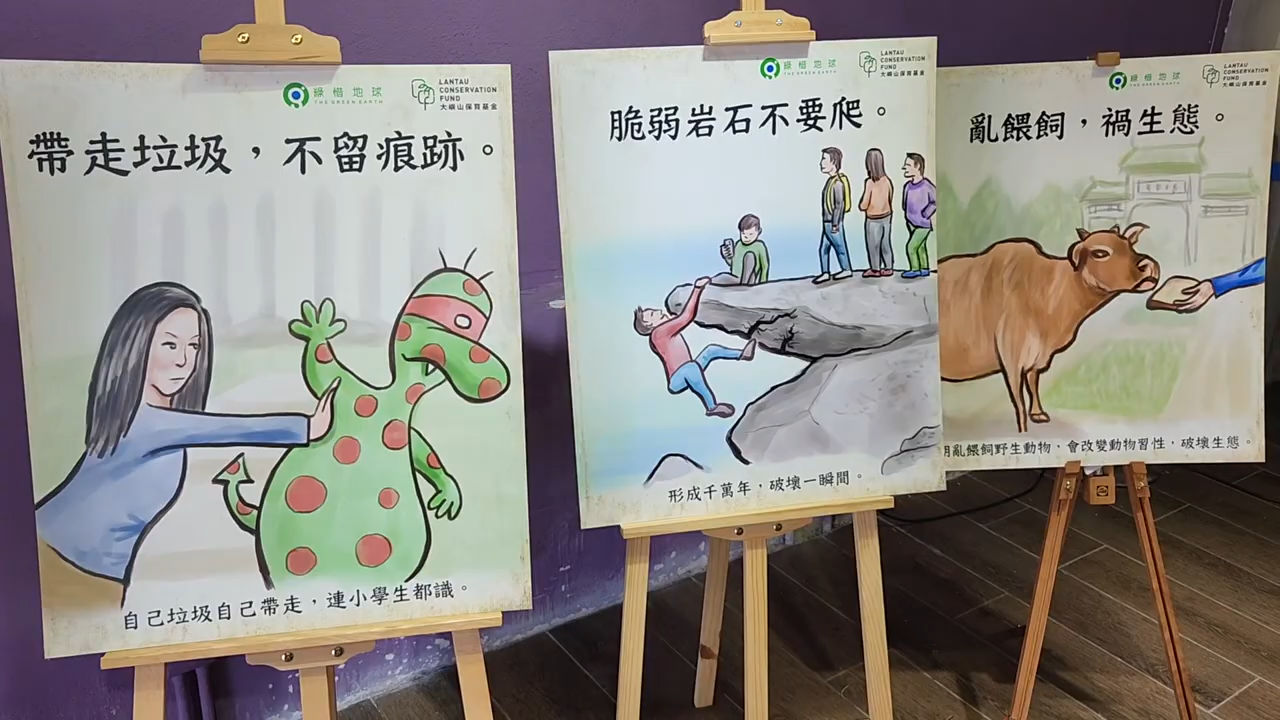 綠惜地球
THE GREEN EARTH
LANTAU
CONSERVATION
FUND
大嶼山保育基金
帶走垃圾，不留痕跡。
自己垃圾自己帶走，連小學生都識。
綠惜地球
THE GREEN EARTH
LANTAU
CONSERVATION
FUND
大嶼山保育基金
脆弱岩石不要爬。
形成千萬年，破壞一瞬間。
綠惜地球
THE GREEN EARTH
LANTAU
CONSERVATION
FUND
大嶼山保育基金
亂餵飼，禍生態。
亂餵飼野生動物，會改變動物習性，破壞生態。